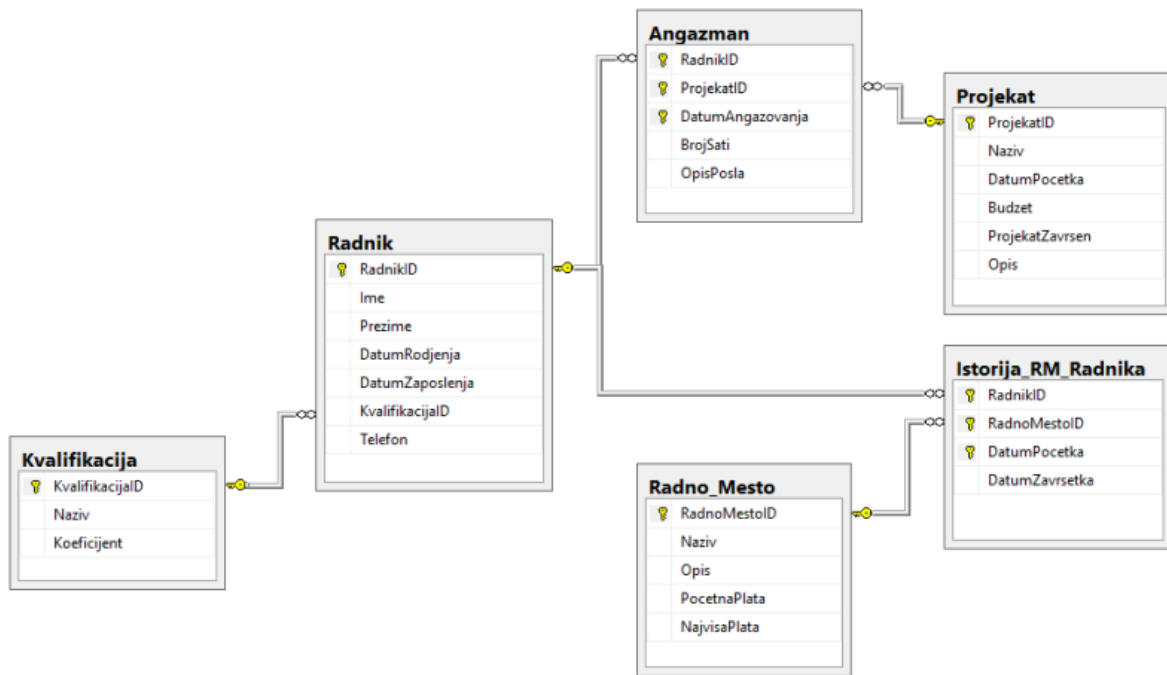 Angazman
RadnikID
ProjekatID
DatumAngazovanja
BrojSati
OpisPosla
Projekat
ProjekatID
Naziv
DatumPocetka
Budzet
ProjekatZavrsen
Opis
Radnik
RadnikID
Ime
Prezime
DatumRodjenja
DatumZaposlenja
KvalifikacijaID
Telefon
Istorija_RM_Radnika
RadnikID
RadnoMestoID
DatumPocetka
DatumZavrsetka
Kvalifikacija
KvalifikacijaID
Naziv
Koeficijent
Radno_Mesto
RadnoMestoID
Naziv
Opis
PocetnaPlata
NajvisaPlata